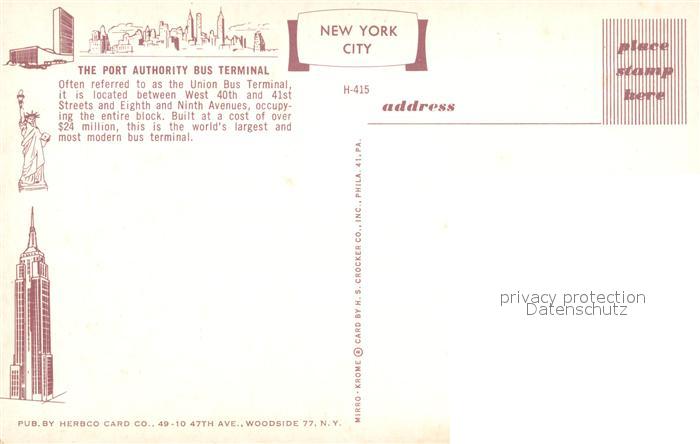 NEW YORK
CITY
place
stamp
here
THE PORT AUTHORITY BUS TERMINAL
Often referred to as the Union Bus Terminal,
it is located between West 40th and 41st
Streets and Eighth and Ninth Avenues, occupy-
ing the entire block. Built at a cost of over
$24 million, this is the world's largest and
most modern bus terminal.
H-415
address
MIRRO-KROME ® CARD BY H. S. CROCKER CO., INC., PHILA. 41, PA.
privacy protection
Datenschutz
PUB. BY HERBCO CARD CO., 49-10 47TH AVE., WOODSIDE 77, N. Y.